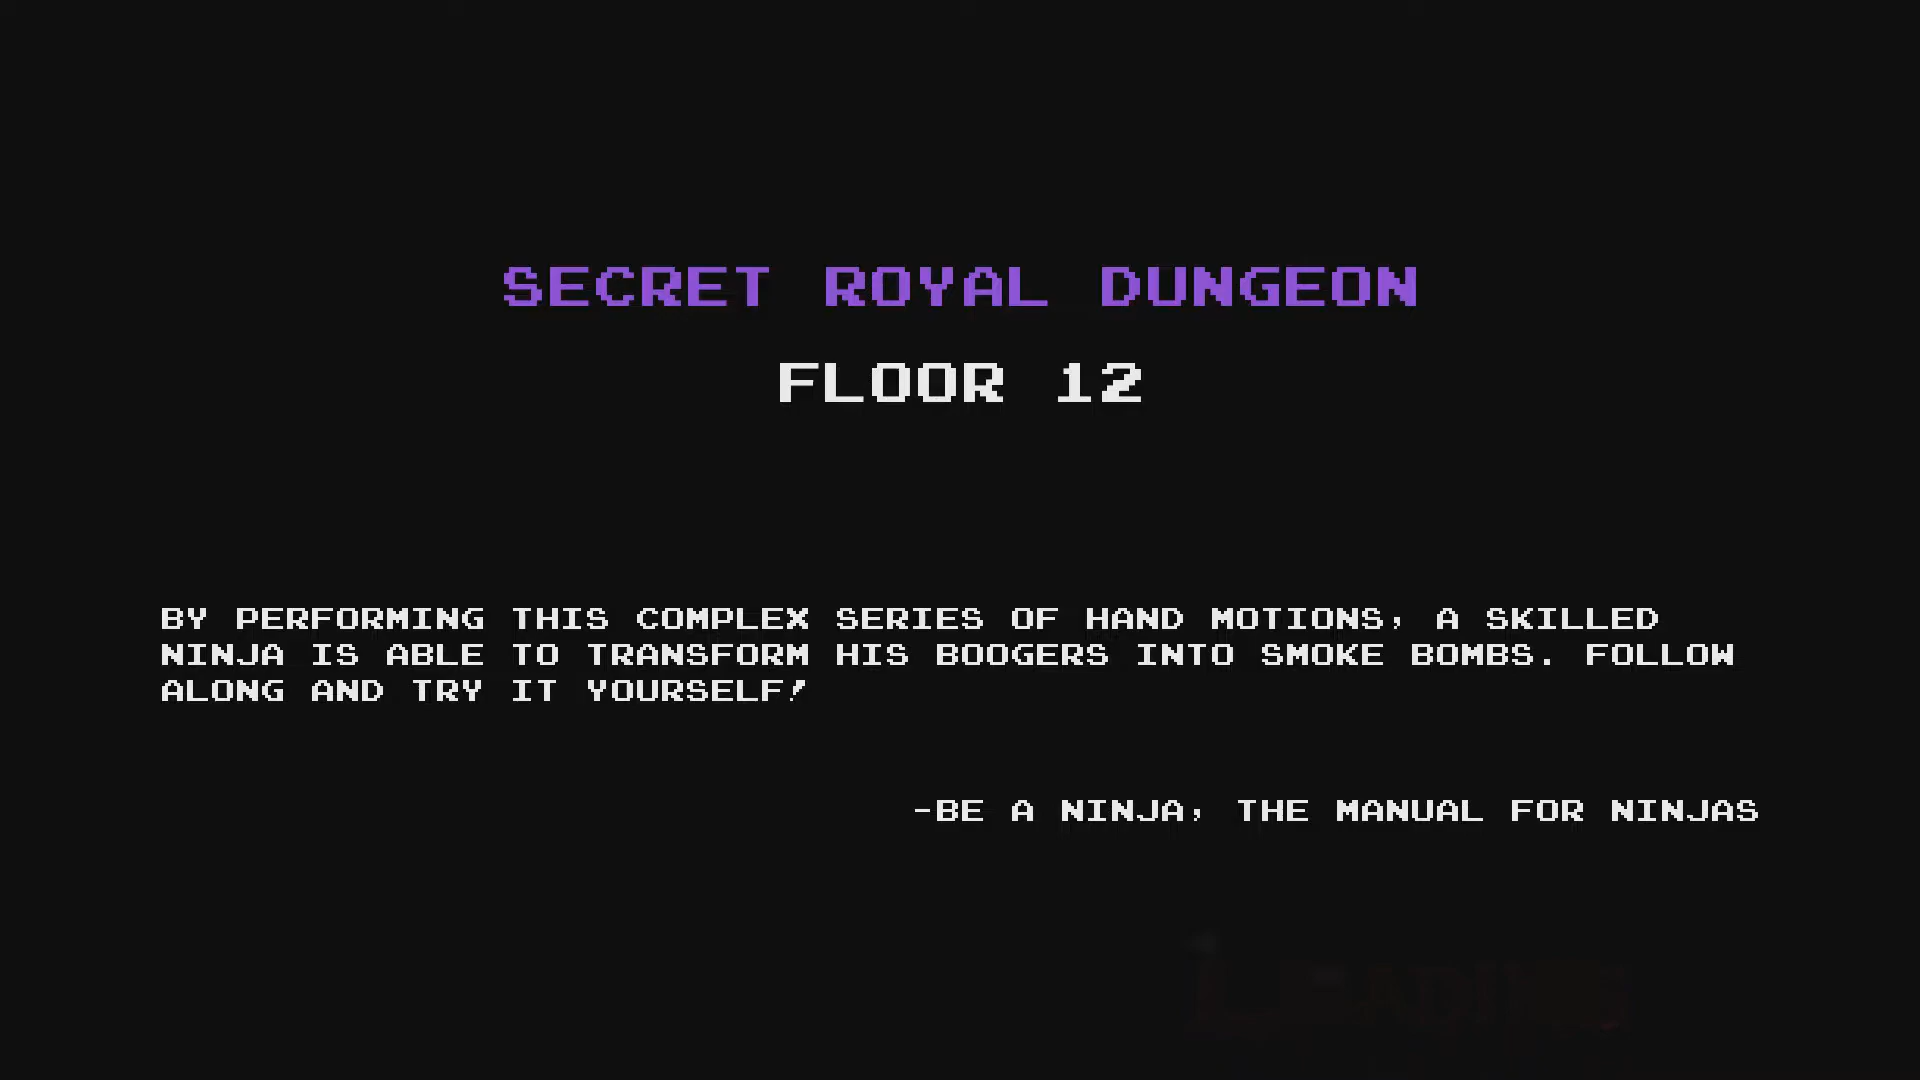 SECRET ROYAL DUNGEON
FLOOR 12
BY PERFORMING THIS COMPLEX SERIES OF HAND MOTIONS, A SKILLED
NINJA IS ABLE TO TRANSFORM HIS BOOGERS INTO SMOKE BOMBS. FOLLOW
ALONG AND TRY IT YOURSELF!
-BE A NINJA, THE MANUAL FOR NINJAS
LOADING